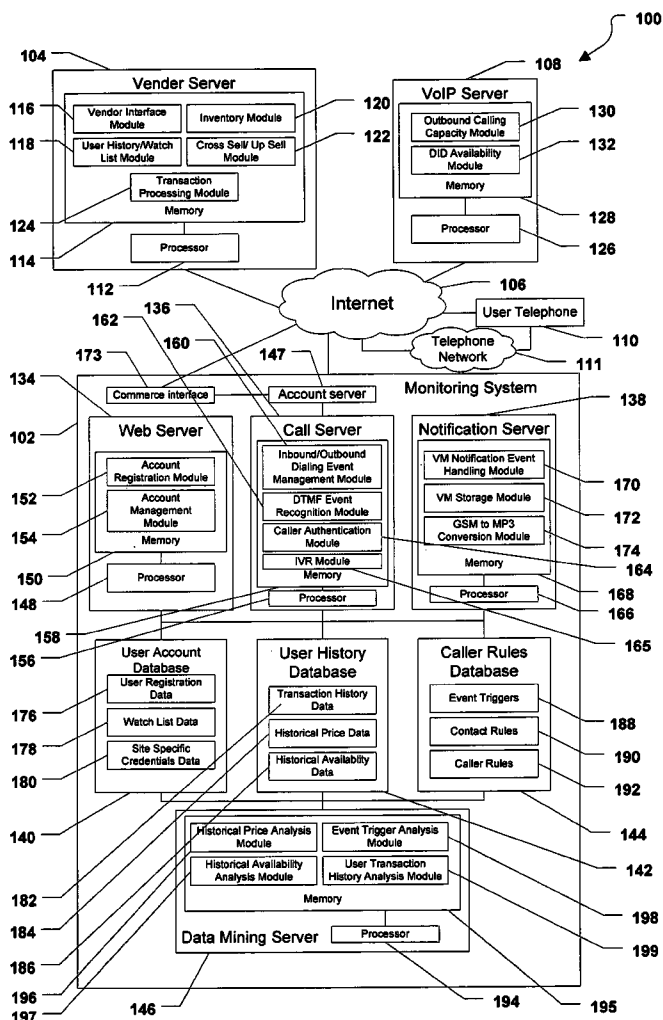 100
104
108
Vender Server
VoIP Server
116
Vendor Interface
Module
Inventory Module
120
Outbound Calling
Capacity Module
130
118
User History/Watch
List Module
Cross Sell/ Up Sell
Module
122
DID Availability
Module
132
Memory
128
124
Transaction
Processing Module
Memory
114
Processor
112
Processor
126
106
Internet
User Telephone
110
Telephone
Network
111
136
162
160
147
173
134
138
102
Commerce interface
Account server
Monitoring System
Web Server
Call Server
Notification Server
152
Account
Registration Module
154
Account
Management
Module
Memory
150
Processor
148
Inbound/Outbound
Dialing Event
Management Module
DTMF Event
Recognition Module
Caller Authentication
Module
164
IVR Module
Memory
165
158
Processor
156
VM Notification Event
Handling Module
170
VM Storage Module
172
GSM to MP3
Conversion Module
174
Memory
168
Processor
166
User Account
Database
User History
Database
Caller Rules
Database
176
User Registration
Data
178
Watch List Data
180
Site Specific
Credentials Data
Transaction History
Data
Historical Price Data
Historical Availablity
Data
Event Triggers
188
Contact Rules
190
Caller Rules
192
140
142
144
182
184
186
196
197
Historical Price Analysis
Module
Event Trigger Analysis
Module
Historical Availability
Analysis Module
User Transaction
History Analysis Module
Memory
198
199
Data Mining Server
Processor
146
194
195